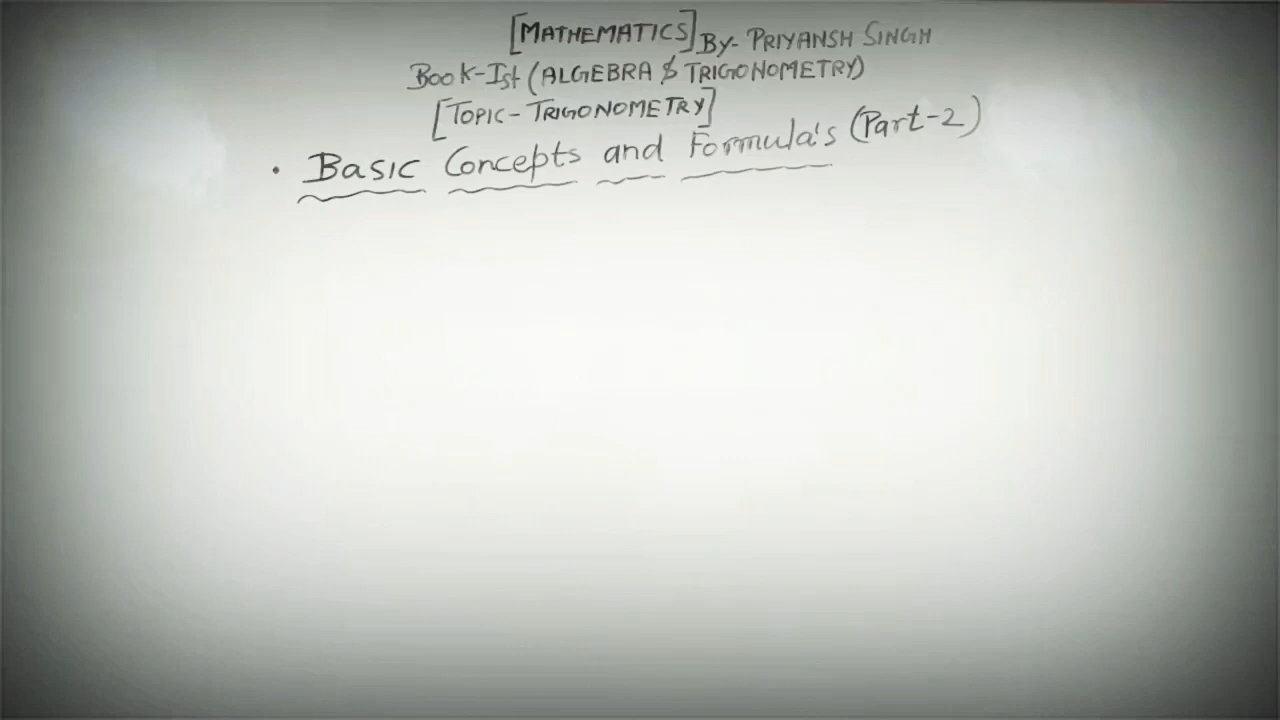 [MATHEMATICS] By- PRIYANSH SINGH
BOOK-Ist (ALGEBRA & TRIGONOMETRY)
[TOPIC- TRIGONOMETRY]
• BASIC Concepts and Formula's (Part-2)